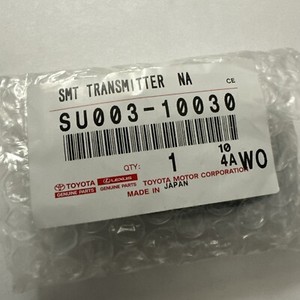 SMT TRANSMITTER NA CE
SU003-10030
QTY: 1 10 4A WO
TOYOTA LEXUS
GENUINE PARTS GENUINE PARTS
TOYOTA MOTOR CORPORATION
MADE IN JAPAN